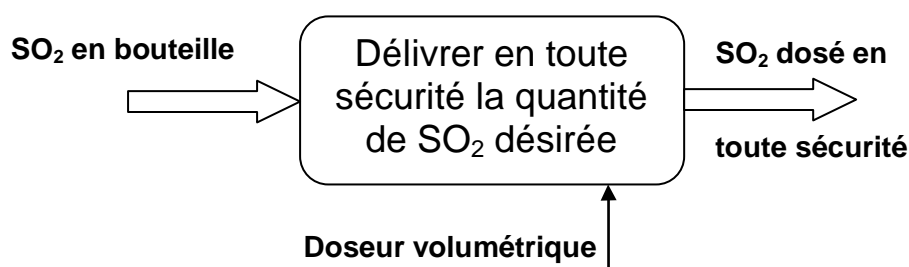 SO₂ en bouteille
Délivrer en toute
sécurité la quantité
de SO₂ désirée
SO₂ dosé en
toute sécurité
Doseur volumétrique